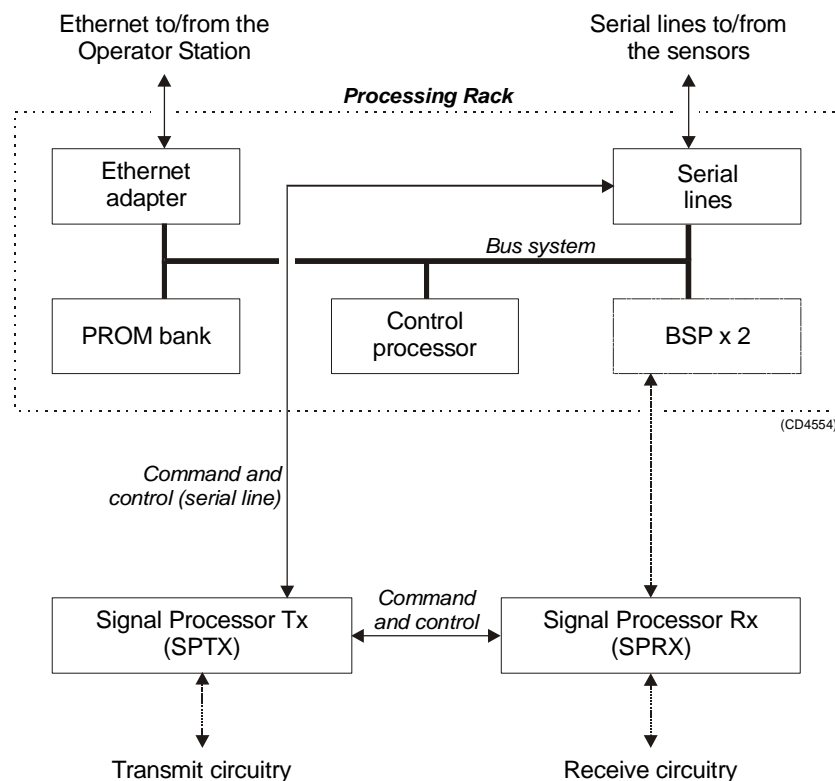 Ethernet to/from the
Operator Station
Serial lines to/from
the sensors
Processing Rack
Ethernet
adapter
Serial
lines
Bus system
PROM bank
Control
processor
BSP x 2
(CD4554)
Command and
control (serial line)
Signal Processor Tx
(SPTX)
Command
and control
Signal Processor Rx
(SPRX)
Transmit circuitry
Receive circuitry